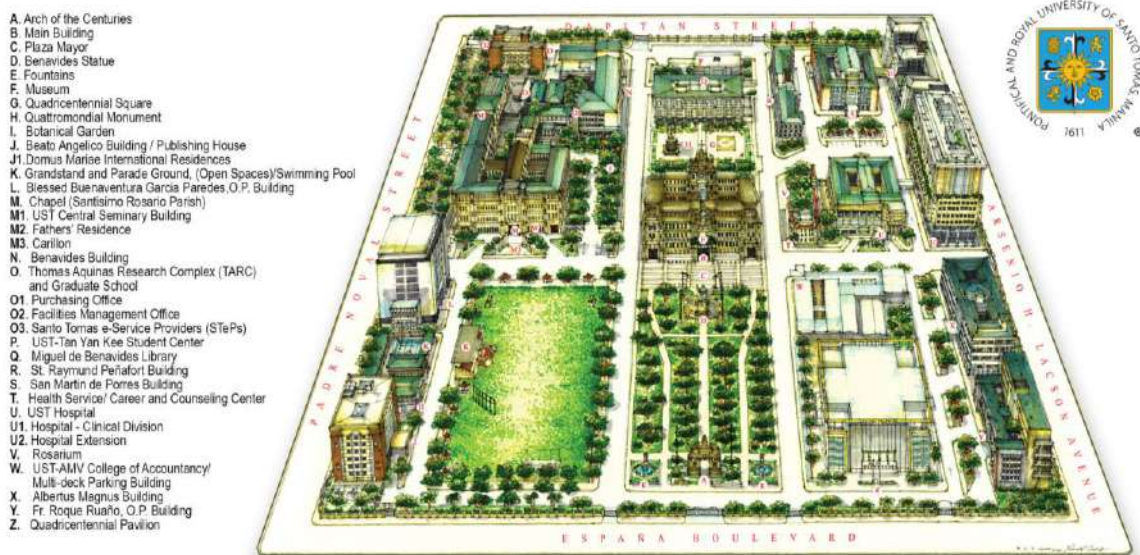 A. Arch of the Centuries
B. Main Building
C. Plaza Mayor
D. Benavides Statue
E. Fountains
F. Museum
G. Quadricentennial Square
H. Quattromondial Monument
I. Botanical Garden
J. Beato Angelico Building / Publishing House
J1.Domus Mariae International Residences
K. Grandstand and Parade Ground, (Open Spaces)/Swimming Pool
L. Blessed Buenaventura Garcia Paredes,O.P. Building
M. Chapel (Santisimo Rosario Parish)
M1. UST Central Seminary Building
M2. Fathers' Residence
M3. Carillon
N. Benavides Building
O. Thomas Aquinas Research Complex (TARC)
and Graduate School
O1. Purchasing Office
O2. Facilities Management Office
O3. Santo Tomas e-Service Providers (STePs)
P. UST-Tan Yan Kee Student Center
Q. Miguel de Benavides Library
R. St. Raymund Peñafort Building
S. San Martin de Porres Building
T. Health Service/ Career and Counseling Center
U. UST Hospital
U1. Hospital - Clinical Division
U2. Hospital Extension
V. Rosarium
W. UST-AMV College of Accountancy/
Multi-deck Parking Building
X. Albertus Magnus Building
Y. Fr. Roque Ruaño, O.P. Building
Z. Quadricentennial Pavilion
DAPITAN STREET
PADRE NOVAL STREET
ARSENIO H. LACSON AVENUE
ESPAÑA BOULEVARD
PONTIFICAL AND ROYAL UNIVERSITY OF SANTO TOMAS, MANILA
1611